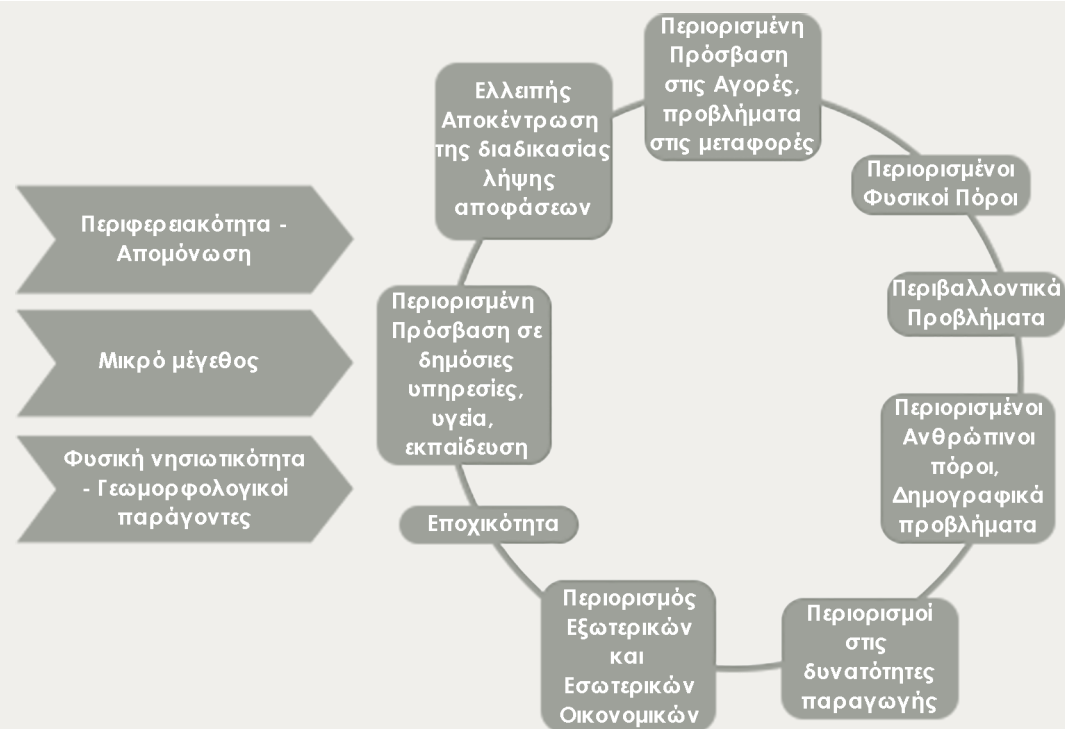 Περιφερειακότητα -
Απομόνωση
Μικρό μέγεθος
Φυσική νησιωτικότητα
- Γεωμορφολογικοί
παράγοντες
Περιορισμένη
Πρόσβαση
στις Αγορές,
προβλήματα
στις μεταφορές
Περιορισμένοι
Φυσικοί Πόροι
Περιβαλλοντικά
Προβλήματα
Περιορισμένοι
Ανθρώπινοι
πόροι,
Δημογραφικά
προβλήματα
Περιορισμοί
στις
δυνατότητες
παραγωγής
Περιορισμός
Εξωτερικών
και
Εσωτερικών
Οικονομικών
Εποχικότητα
Περιορισμένη
Πρόσβαση σε
δημόσιες
υπηρεσίες,
υγεία,
εκπαίδευση
Ελλειπής
Αποκέντρωση
της διαδικασίας
λήψης
αποφάσεων